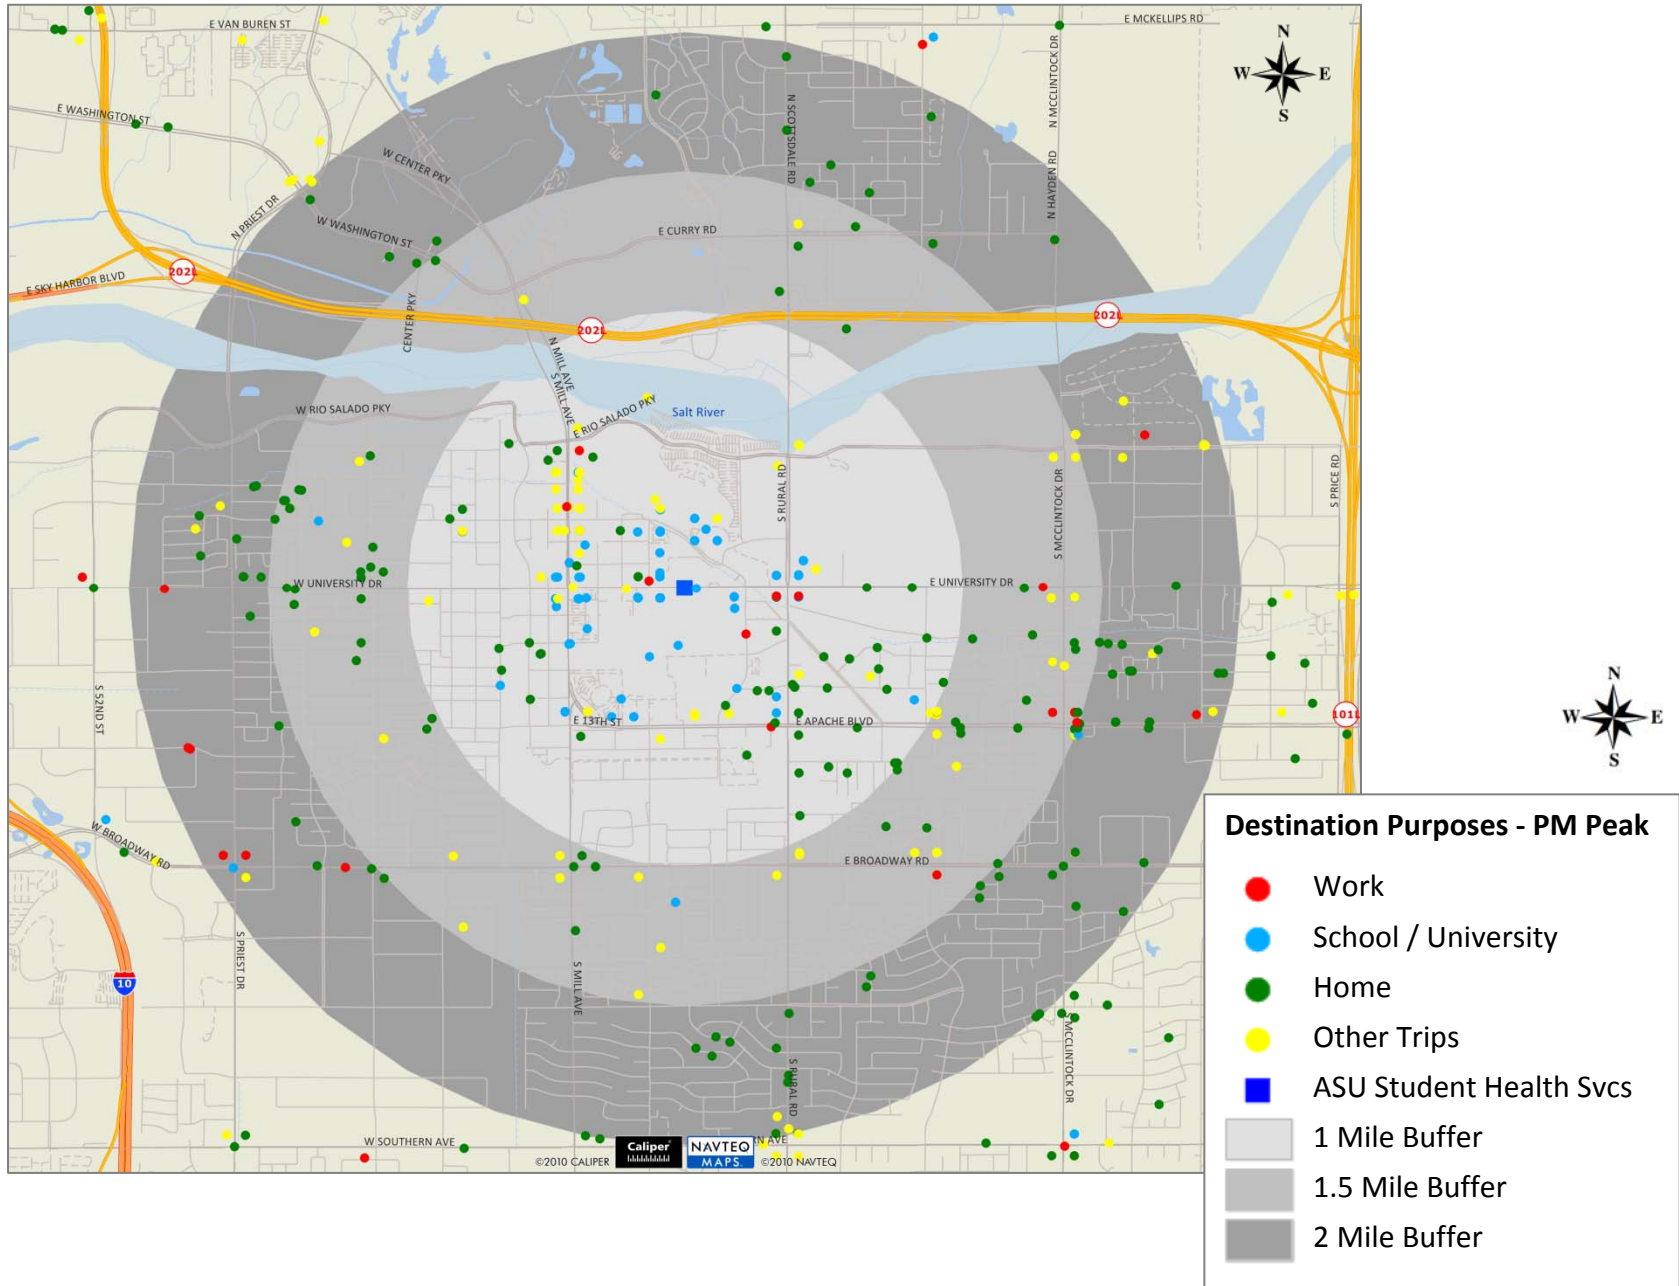 E VAN BUREN ST
E MCKELLIPS RD
N
W E
S
E WASHINGTON ST
N SCOTTSDALE RD
N MCCLINTOCK DR
W CENTER PKY
N HAYDEN RD
N PRIEST DR
W WASHINGTON ST
E CURRY RD
202L
E SKY HARBOR BLVD
CENTER PKY
202L
202L
N MILL AVE
S MILL AVE
W RIO SALADO PKY
E RIO SALADO PKY
Salt River
S RURAL RD
S MCCLINTOCK DR
S PRICE RD
W UNIVERSITY DR
E UNIVERSITY DR
S 52ND ST
E 13TH ST
E APACHE BLVD
101L
N
W E
S
W BROADWAY RD
E BROADWAY RD
S PRIEST DR
10
S MILL AVE
S RURAL RD
S MCCLINTOCK DR
W SOUTHERN AVE
RN AVE
©2010 CALIPER
Caliper
NAVTEQ
MAPS
©2010 NAVTEQ
Destination Purposes - PM Peak
Work
School / University
Home
Other Trips
ASU Student Health Svcs
1 Mile Buffer
1.5 Mile Buffer
2 Mile Buffer